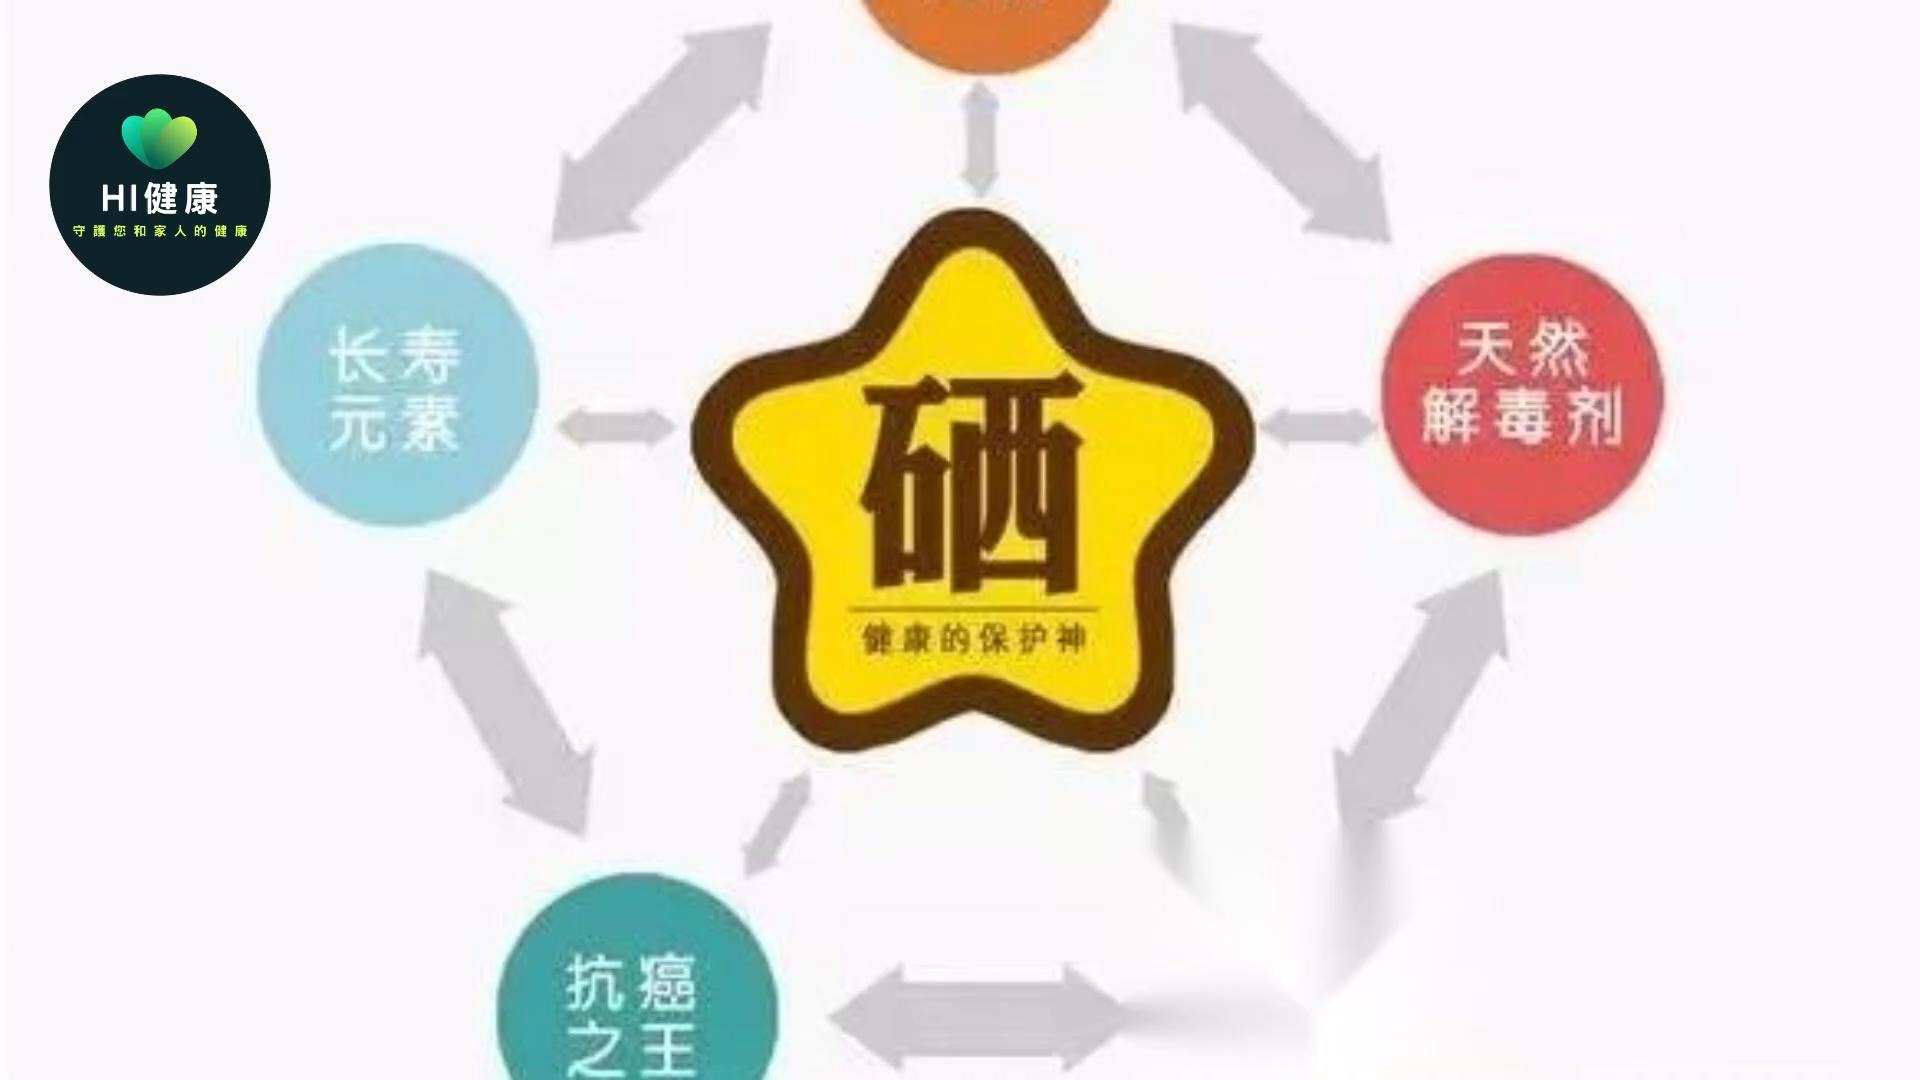 HI健康
守護您和家人的健康
长寿
元素
天然
解毒剂
硒
健康的保护神
抗癌
之王